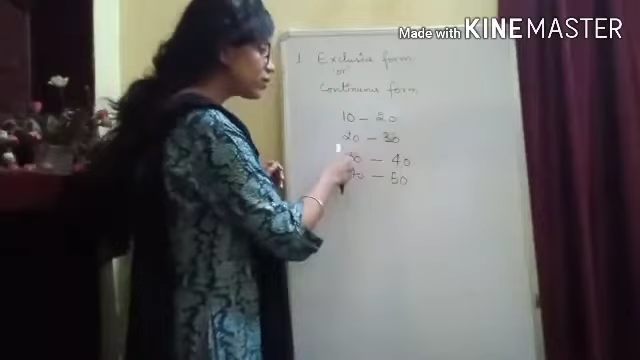 Made with KINEMASTER
1. Exclusive form
or
Continuous form
10 - 20
20 - 30
30 - 40
40 - 50